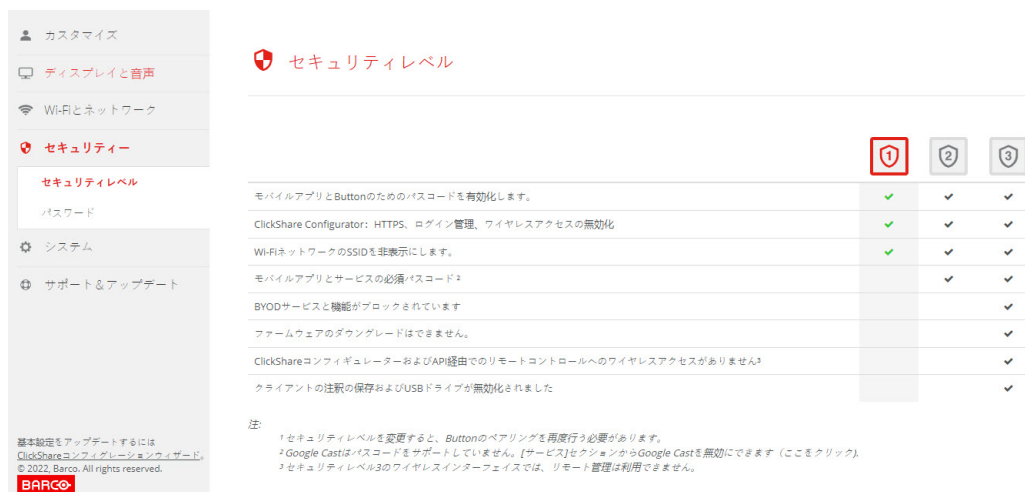 カスタマイズ
ディスプレイと音声
Wi-Fiとネットワーク
セキュリティー
セキュリティレベル
パスワード
システム
サポート＆アップデート
基本設定をアップデートするには
ClickShareコンフィグレーションウィザード。
© 2022, Barco. All rights reserved.
BARCO
セキュリティレベル
1 2 3
モバイルアプリとButtonのためのパスコードを有効化します。
ClickShare Configurator：HTTPS、ログイン管理、ワイヤレスアクセスの無効化
Wi-FiネットワークのSSIDを非表示にします。
モバイルアプリとサービスの必須パスコード ²
BYODサービスと機能がブロックされています
ファームウェアのダウングレードはできません。
ClickShareコンフィギュレーターおよびAPI経由でのリモートコントロールへのワイヤレスアクセスがありません³
クライアントの注釈の保存およびUSBドライブが無効化されました
注:
¹ セキュリティレベルを変更すると、Buttonのペアリングを再度行う必要があります。
² Google Castはパスコードをサポートしていません。[サービス]セクションからGoogle Castを無効にできます（ここをクリック).
³ セキュリティレベル3のワイヤレスインターフェイスでは、リモート管理は利用できません。